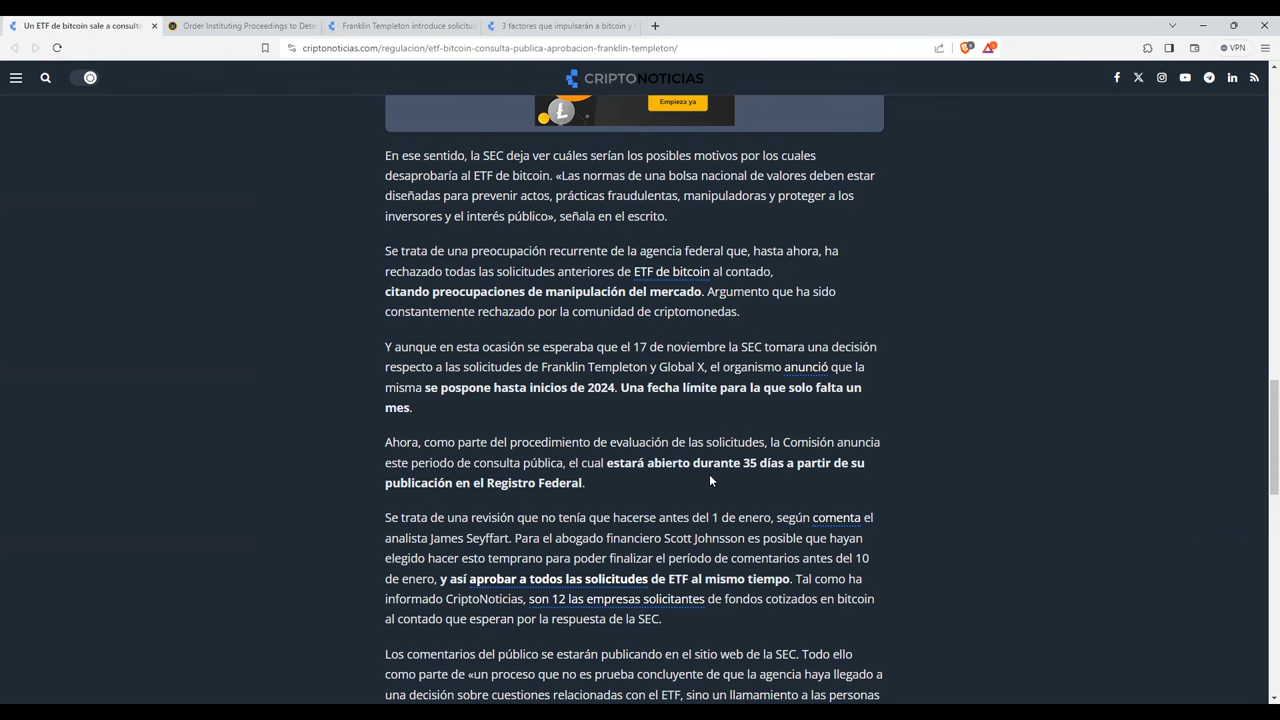 Un ETF de bitcoin sale a consulta
Order Instituting Proceedings to Dete
Franklin Templeton introduce solicitu
3 factores que impulsarán a bitcoin y
criptonoticias.com/regulacion/etf-bitcoin-consulta-publica-aprobacion-franklin-templeton/
VPN
CRIPTONOTICIAS
Empieza ya
En ese sentido, la SEC deja ver cuáles serían los posibles motivos por los cuales
desaprobaría al ETF de bitcoin. «Las normas de una bolsa nacional de valores deben estar
diseñadas para prevenir actos, prácticas fraudulentas, manipuladoras y proteger a los
inversores y el interés público», señala en el escrito.
Se trata de una preocupación recurrente de la agencia federal que, hasta ahora, ha
rechazado todas las solicitudes anteriores de ETF de bitcoin al contado,
citando preocupaciones de manipulación del mercado. Argumento que ha sido
constantemente rechazado por la comunidad de criptomonedas.
Y aunque en esta ocasión se esperaba que el 17 de noviembre la SEC tomara una decisión
respecto a las solicitudes de Franklin Templeton y Global X, el organismo anunció que la
misma se pospone hasta inicios de 2024. Una fecha límite para la que solo falta un
mes.
Ahora, como parte del procedimiento de evaluación de las solicitudes, la Comisión anuncia
este periodo de consulta pública, el cual estará abierto durante 35 días a partir de su
publicación en el Registro Federal.
Se trata de una revisión que no tenía que hacerse antes del 1 de enero, según comenta el
analista James Seyffart. Para el abogado financiero Scott Johnsson es posible que hayan
elegido hacer esto temprano para poder finalizar el período de comentarios antes del 10
de enero, y así aprobar a todos las solicitudes de ETF al mismo tiempo. Tal como ha
informado CriptoNoticias, son 12 las empresas solicitantes de fondos cotizados en bitcoin
al contado que esperan por la respuesta de la SEC.
Los comentarios del público se estarán publicando en el sitio web de la SEC. Todo ello
como parte de «un proceso que no es prueba concluyente de que la agencia haya llegado a
una decisión sobre cuestiones relacionadas con el ETF, sino un llamamiento a las personas